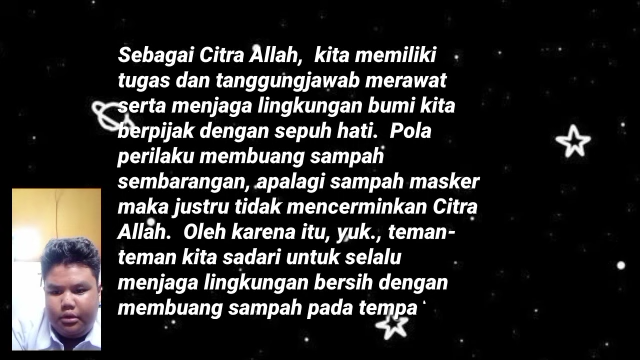 Sebagai Citra Allah,  kita memiliki
tugas dan tanggungjawab merawat
serta menjaga lingkungan bumi kita
berpijak dengan sepuh hati.  Pola
perilaku membuang sampah
sembarangan, apalagi sampah masker
maka justru tidak mencerminkan Citra
Allah.  Oleh karena itu, yuk., teman-
teman kita sadari untuk selalu
menjaga lingkungan bersih dengan
membuang sampah pada tempa